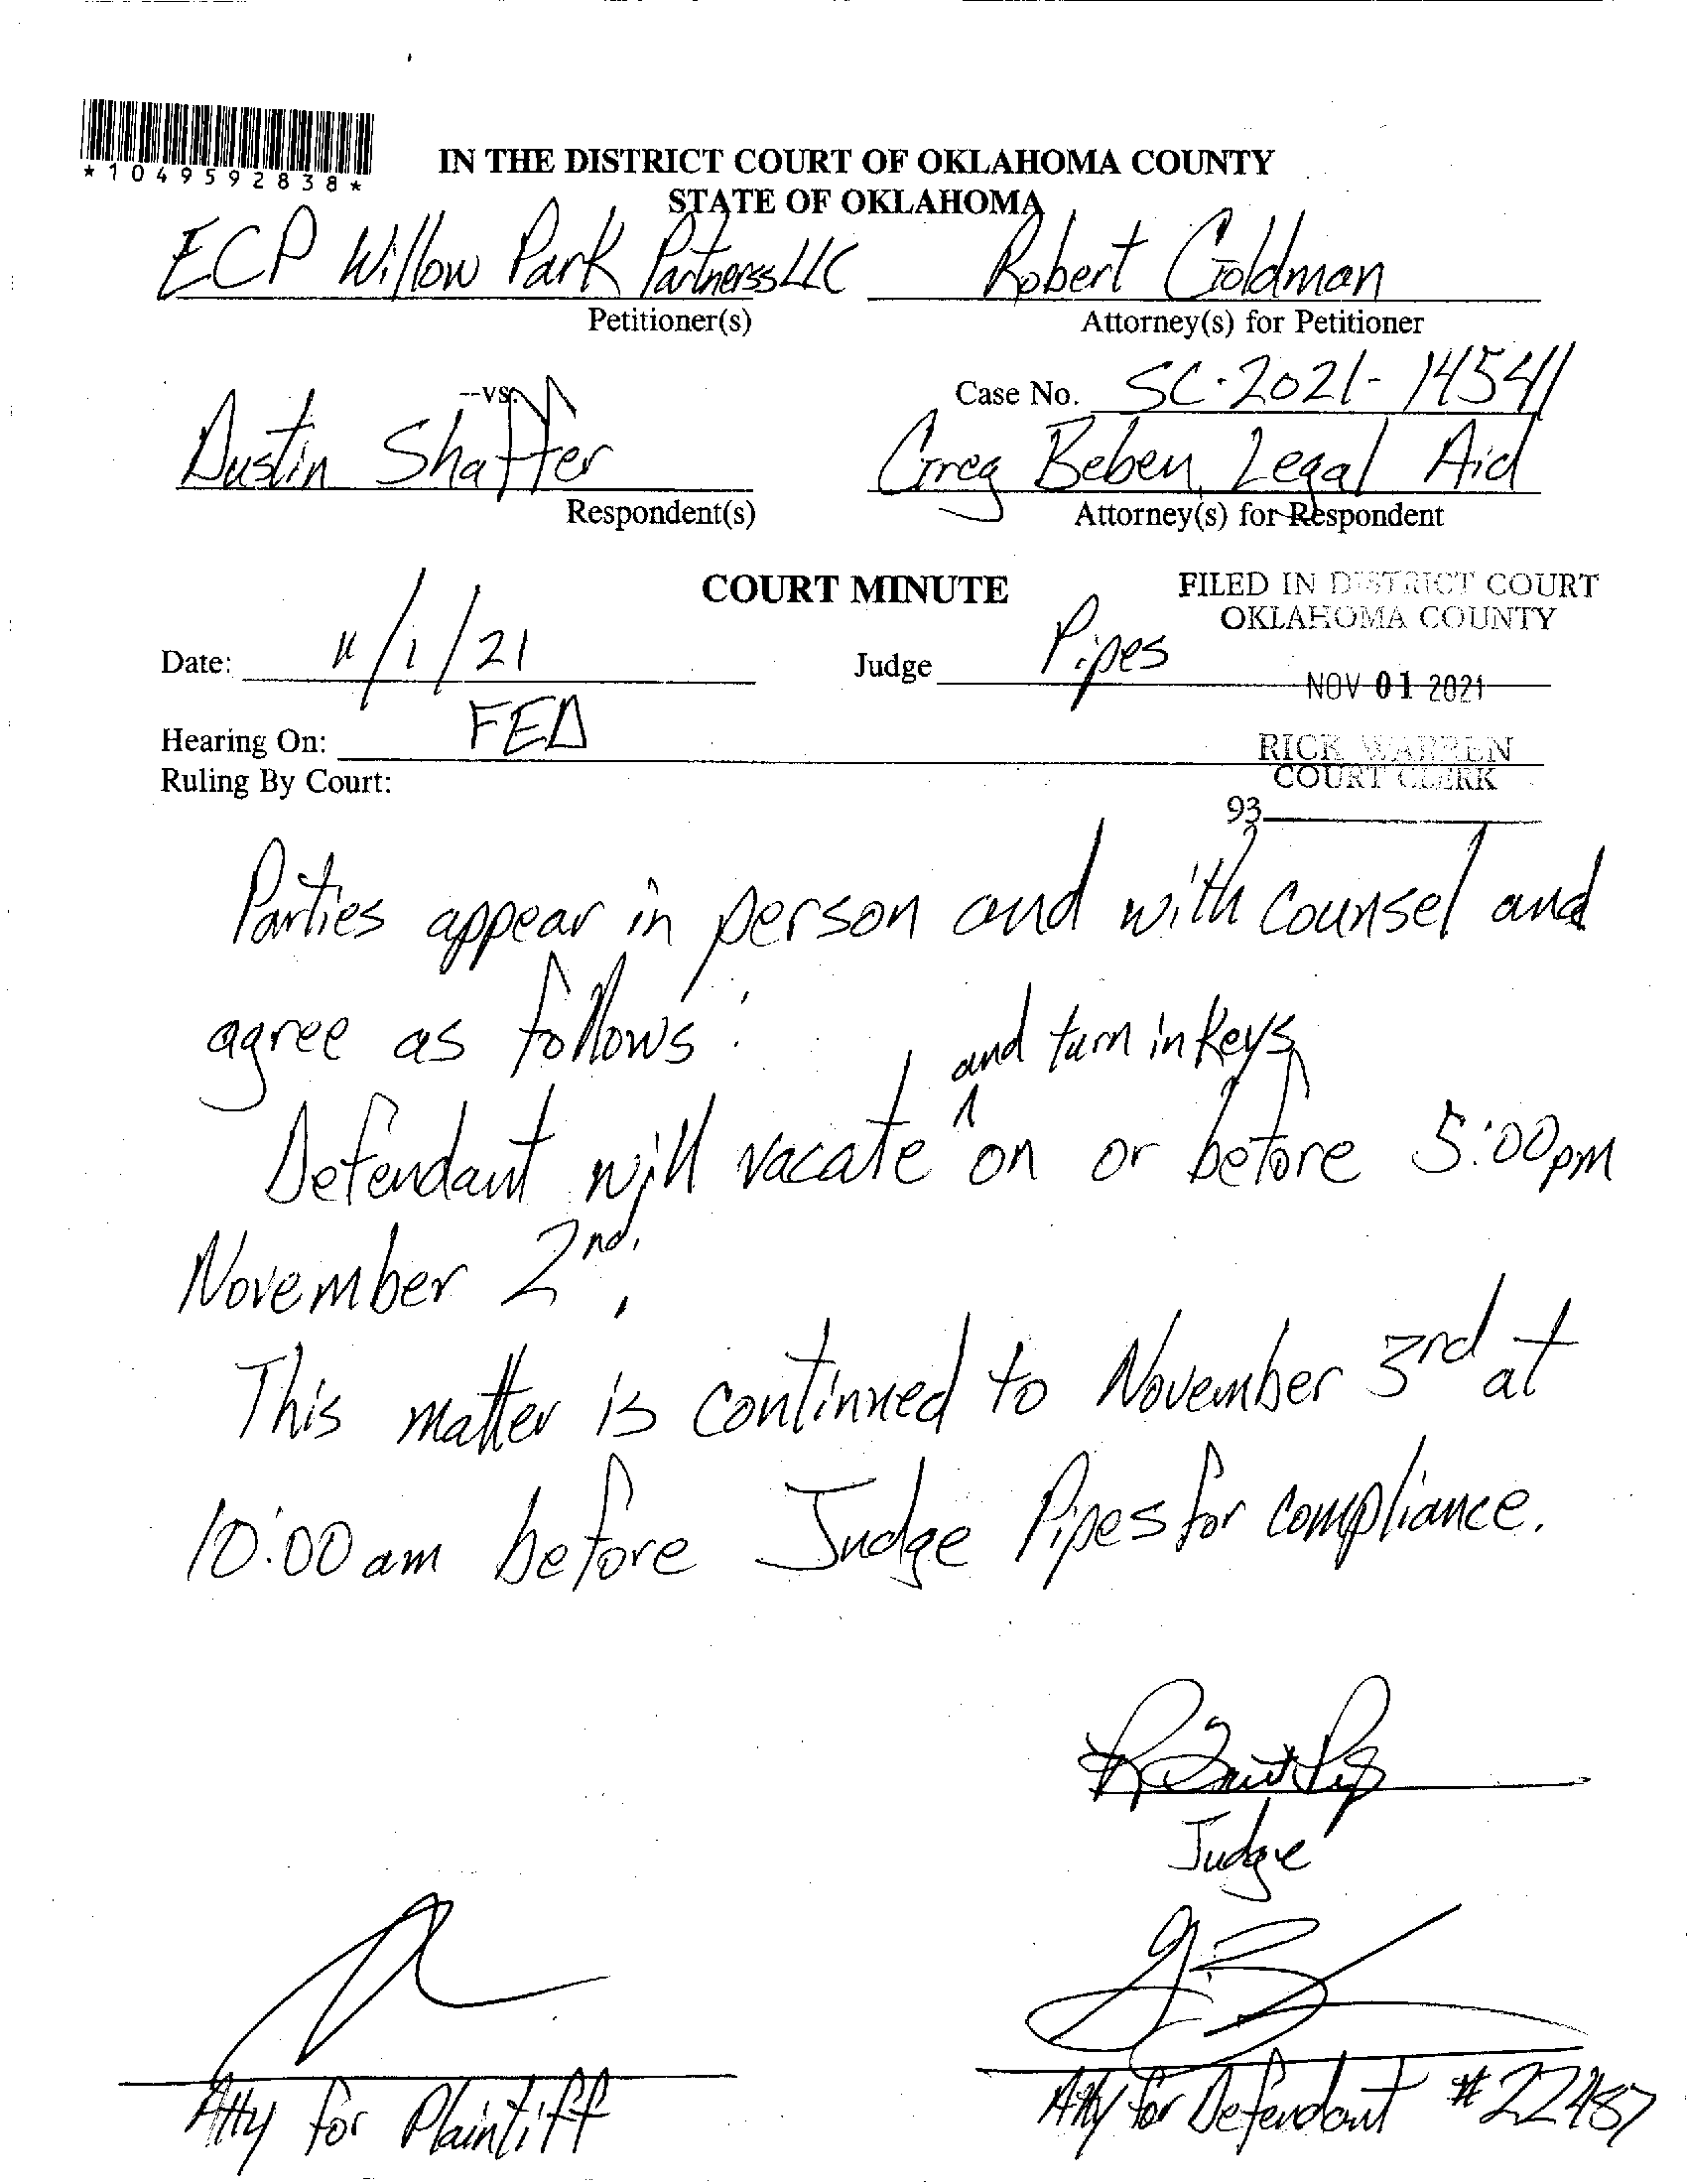 *1049592838*
IN THE DISTRICT COURT OF OKLAHOMA COUNTY
STATE OF OKLAHOMA
ECP Willow Park Partnerss LLC Robert Goldman
Petitioner(s) Attorney(s) for Petitioner
--vs-- Case No. SC-2021-14541
Dustin Shaffer Greg Beben, Legal Aid
Respondent(s) Attorney(s) for Respondent
COURT MINUTE FILED IN DISTRICT COURT
OKLAHOMA COUNTY
Date: 11/1/21 Judge Pipes
NOV 01 2021
Hearing On: FED
RICK WARREN
Ruling By Court: COURT CLERK
93
Parties appear in person and with counsel and
agree as follows:
and turn in keys
Defendant will vacate ^ on or before 5:00pm
November 2nd.
This matter is continued to November 3rd at
10:00 am before Judge Pipes for compliance.
Judge
Atty for Plaintiff Atty for Defendant #22487